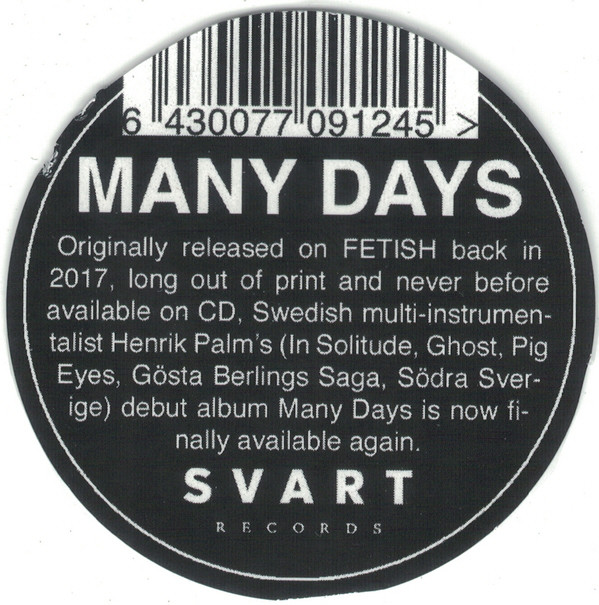 6 430077 091245 >
MANY DAYS
Originally released on FETISH back in
2017, long out of print and never before
available on CD, Swedish multi-instrumen-
talist Henrik Palm's (In Solitude, Ghost, Pig
Eyes, Gösta Berlings Saga, Södra Sver-
ige) debut album Many Days is now fi-
nally available again.
SVART
RECORDS